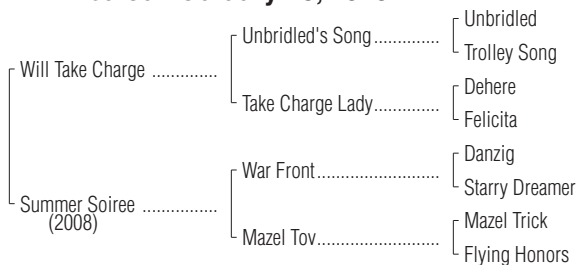 Unbridled
Unbridled's Song..............
Trolley Song
Will Take Charge ..............
Dehere
Take Charge Lady..............
Felicita
Danzig
War Front..........................
Starry Dreamer
Summer Soiree ................
(2008)
Mazel Trick
Mazel Tov..........................
Flying Honors